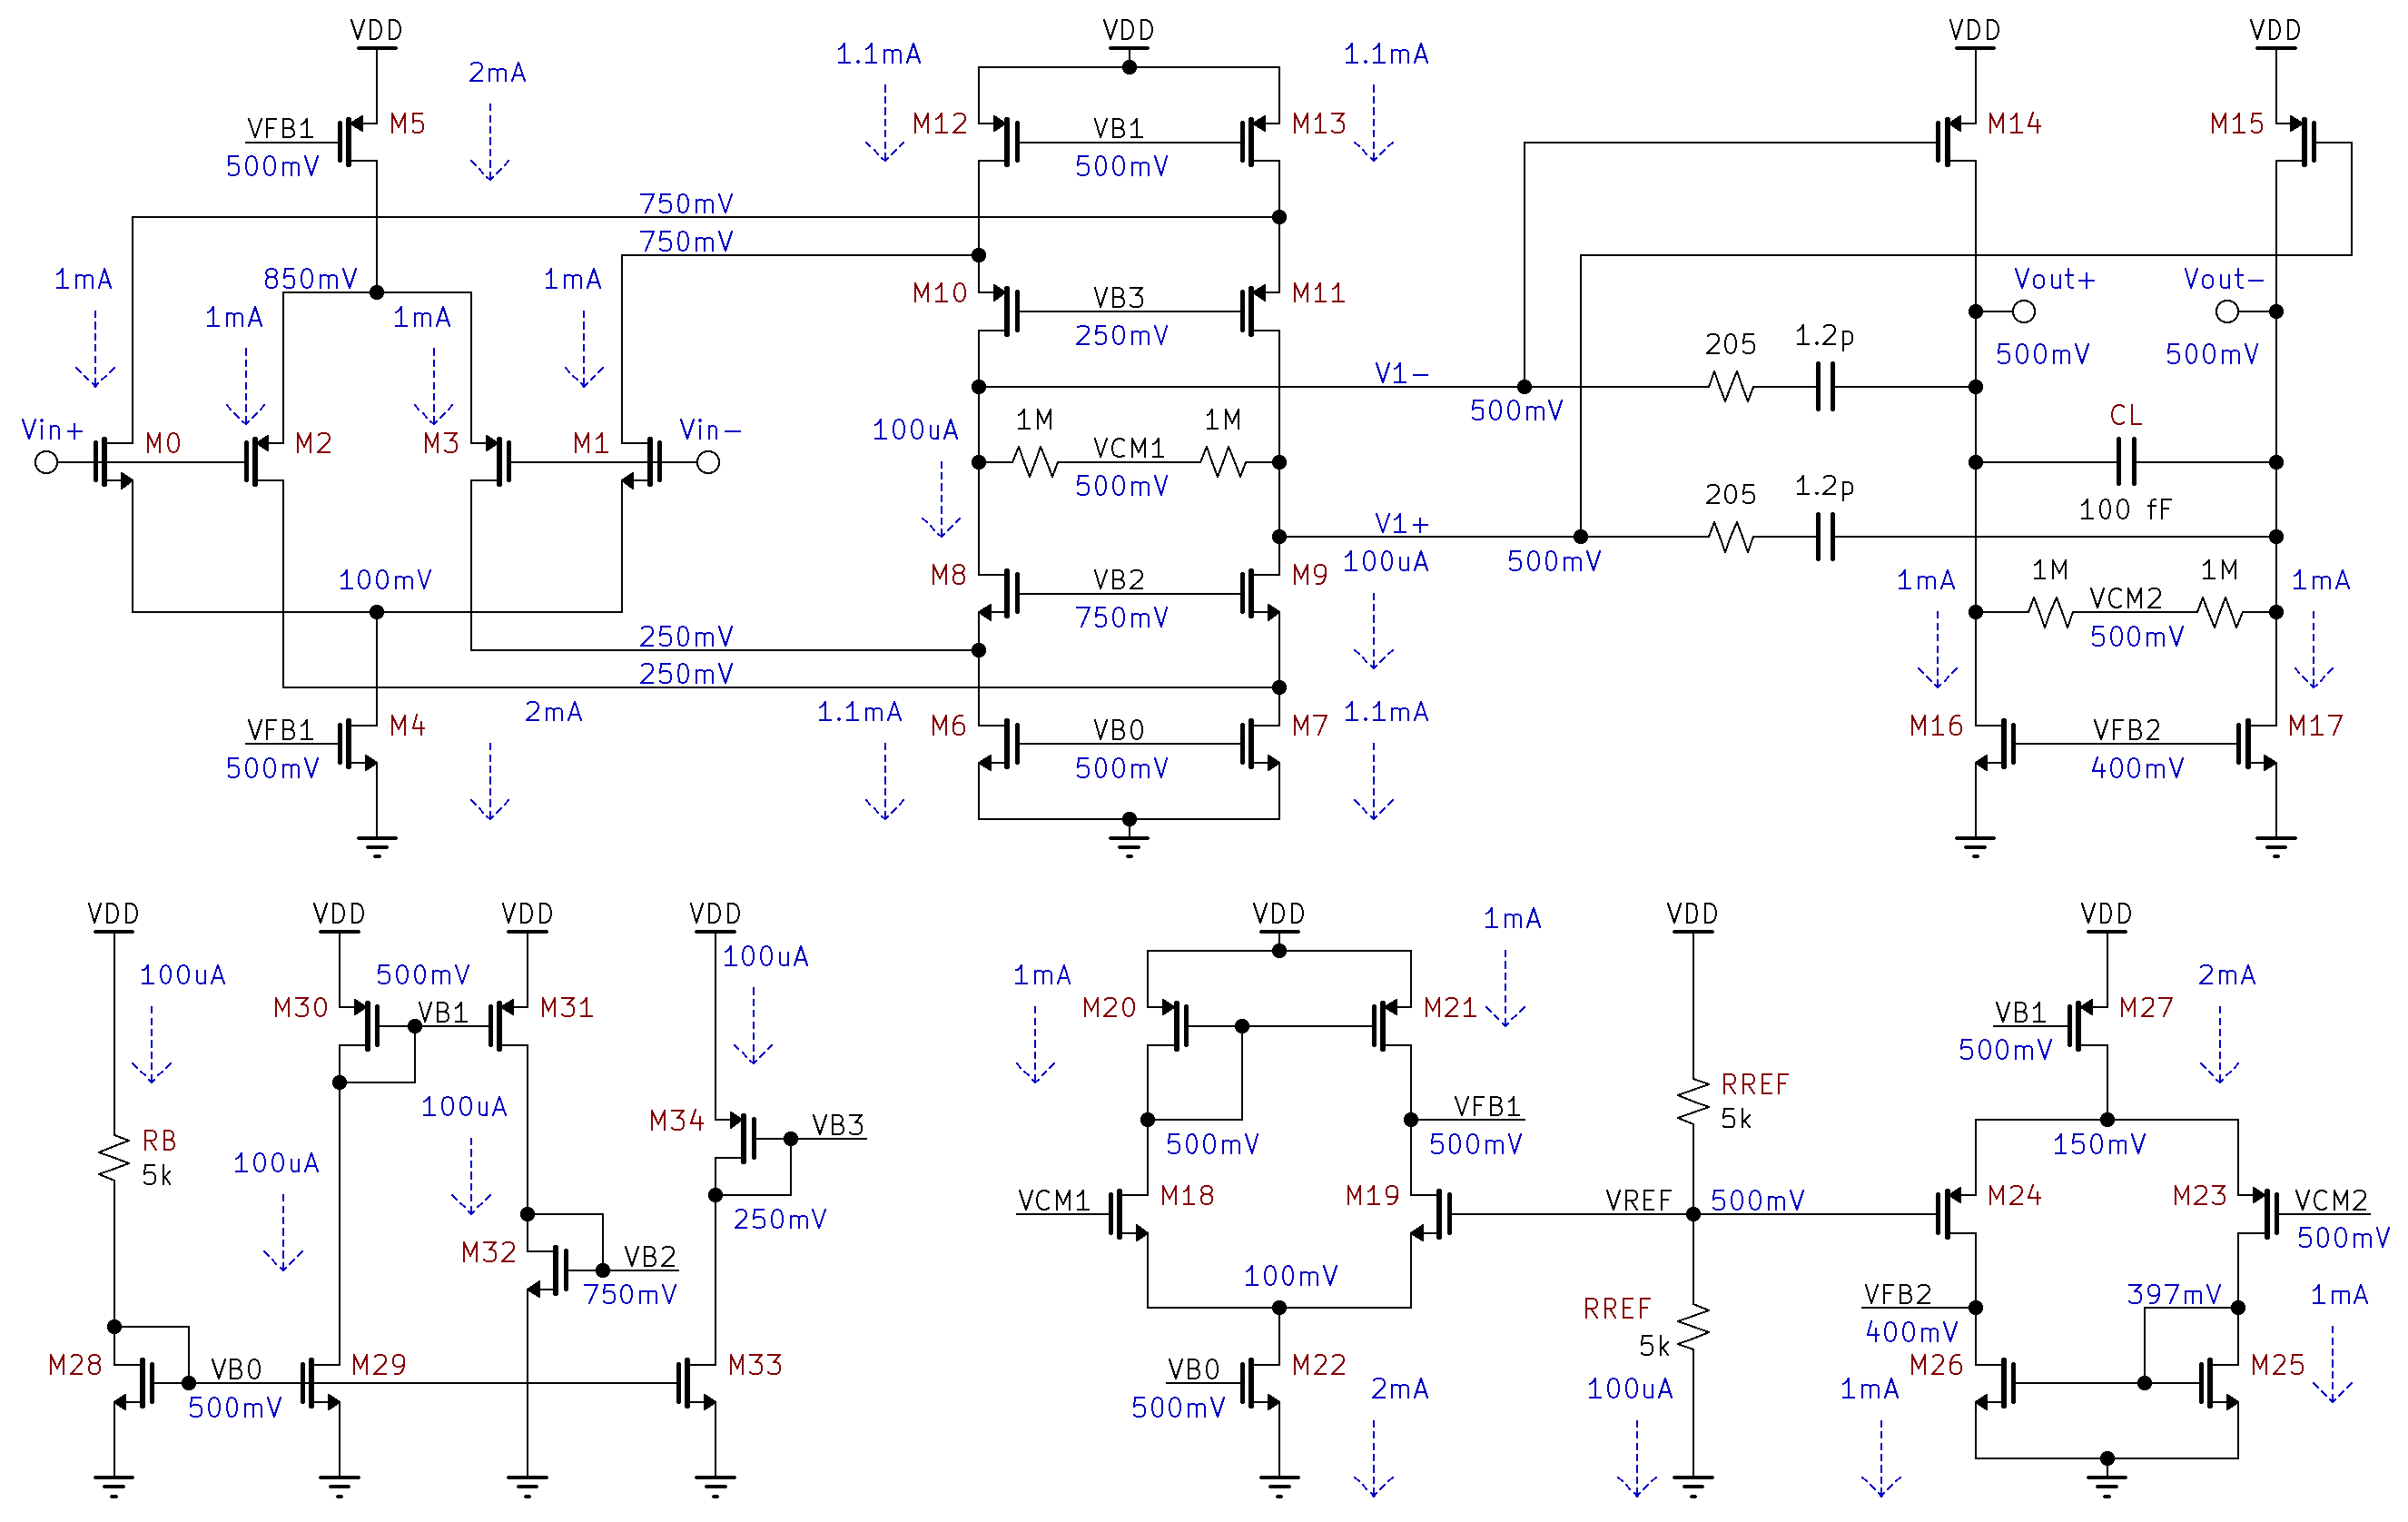 VDD
VDD
VDD
VDD
2mA
1.1mA
1.1mA
VFB1
M5
500mV
M12
VB1
M13
500mV
M14
M15
750mV
750mV
1mA
850mV
1mA
M10
VB3
M11
250mV
Vout+
Vout-
1mA
1mA
500mV
500mV
205
1.2p
V1-
500mV
Vin+
M0
M2
M3
M1
Vin-
100uA
1M
1M
VCM1
500mV
CL
100 fF
205
1.2p
V1+
500mV
100uA
100mV
M8
VB2
M9
750mV
1mA
1M
1M
1mA
VCM2
500mV
250mV
250mV
VFB1
M4
500mV
2mA
1.1mA
M6
VB0
M7
1.1mA
500mV
M16
VFB2
M17
400mV
VDD
VDD
VDD
VDD
VDD
VDD
VDD
100uA
500mV
100uA
1mA
1mA
2mA
M30
VB1
M31
M20
M21
VB1
M27
500mV
100uA
M34
VB3
RB
5k
100uA
250mV
500mV
VFB1
500mV
RREF
5k
150mV
VCM1
M18
M19
VREF
500mV
M24
M23
VCM2
500mV
M32
VB2
750mV
100mV
VFB2
400mV
397mV
1mA
RREF
5k
M28
VB0
500mV
M29
M33
VB0
500mV
M22
2mA
100uA
1mA
M26
M25